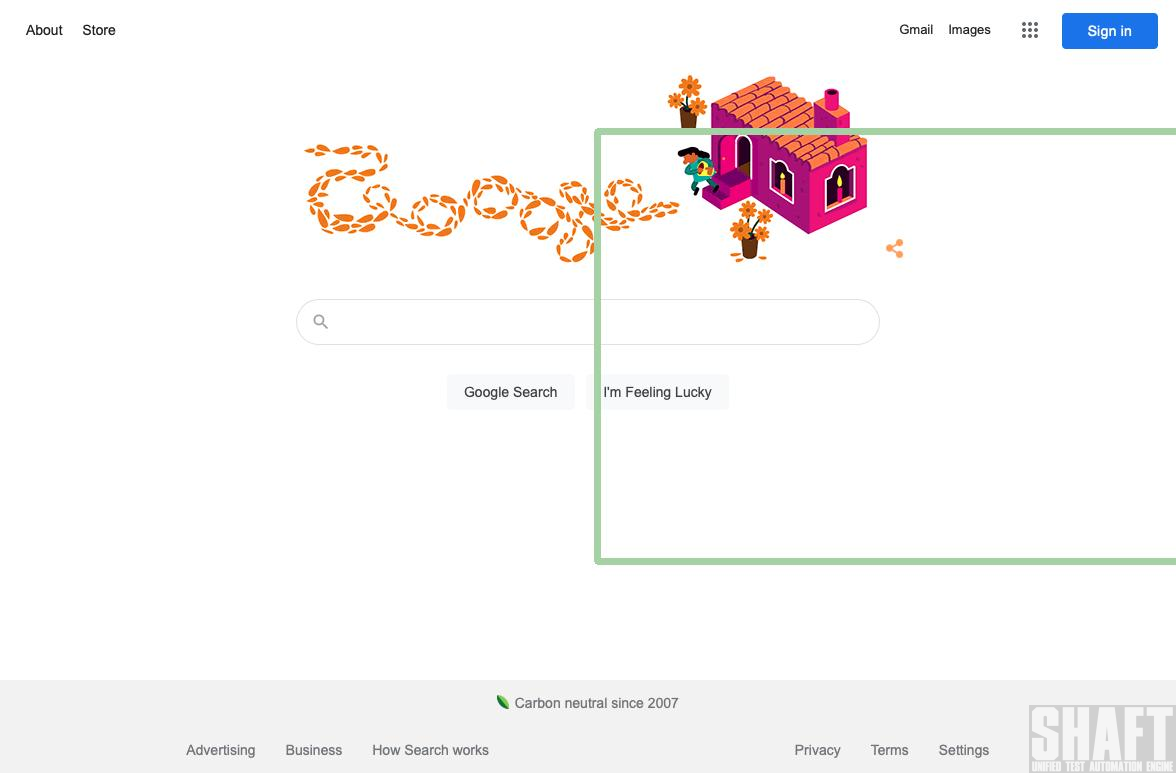 About Store
Gmail Images
Sign in
Google
Google Search
I'm Feeling Lucky
Carbon neutral since 2007
Advertising Business How Search works
Privacy Terms Settings
SHAFT
UNIFIED TEST AUTOMATION ENGINE